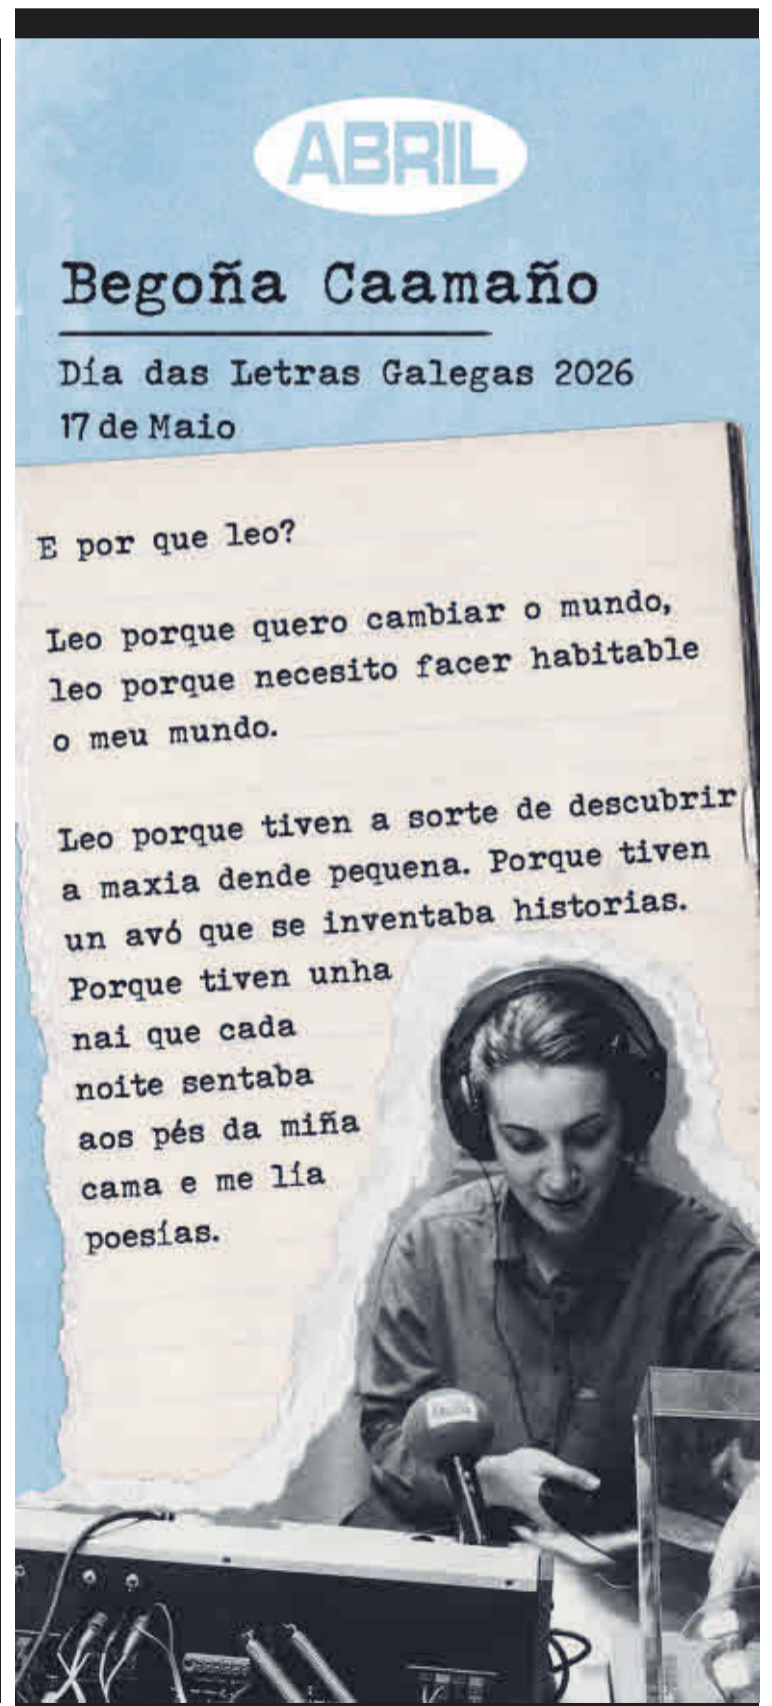 ABRIL
Begoña Caamaño
Día das Letras Galegas 2026
17 de Maio
E por que leo?
Leo porque quero cambiar o mundo,
leo porque necesito facer habitable
o meu mundo.
Leo porque tiven a sorte de descubrir
a maxia dende pequena. Porque tiven
un avó que se inventaba historias.
Porque tiven unha
nai que cada
noite sentaba
aos pés da miña
cama e me lía
poesías.